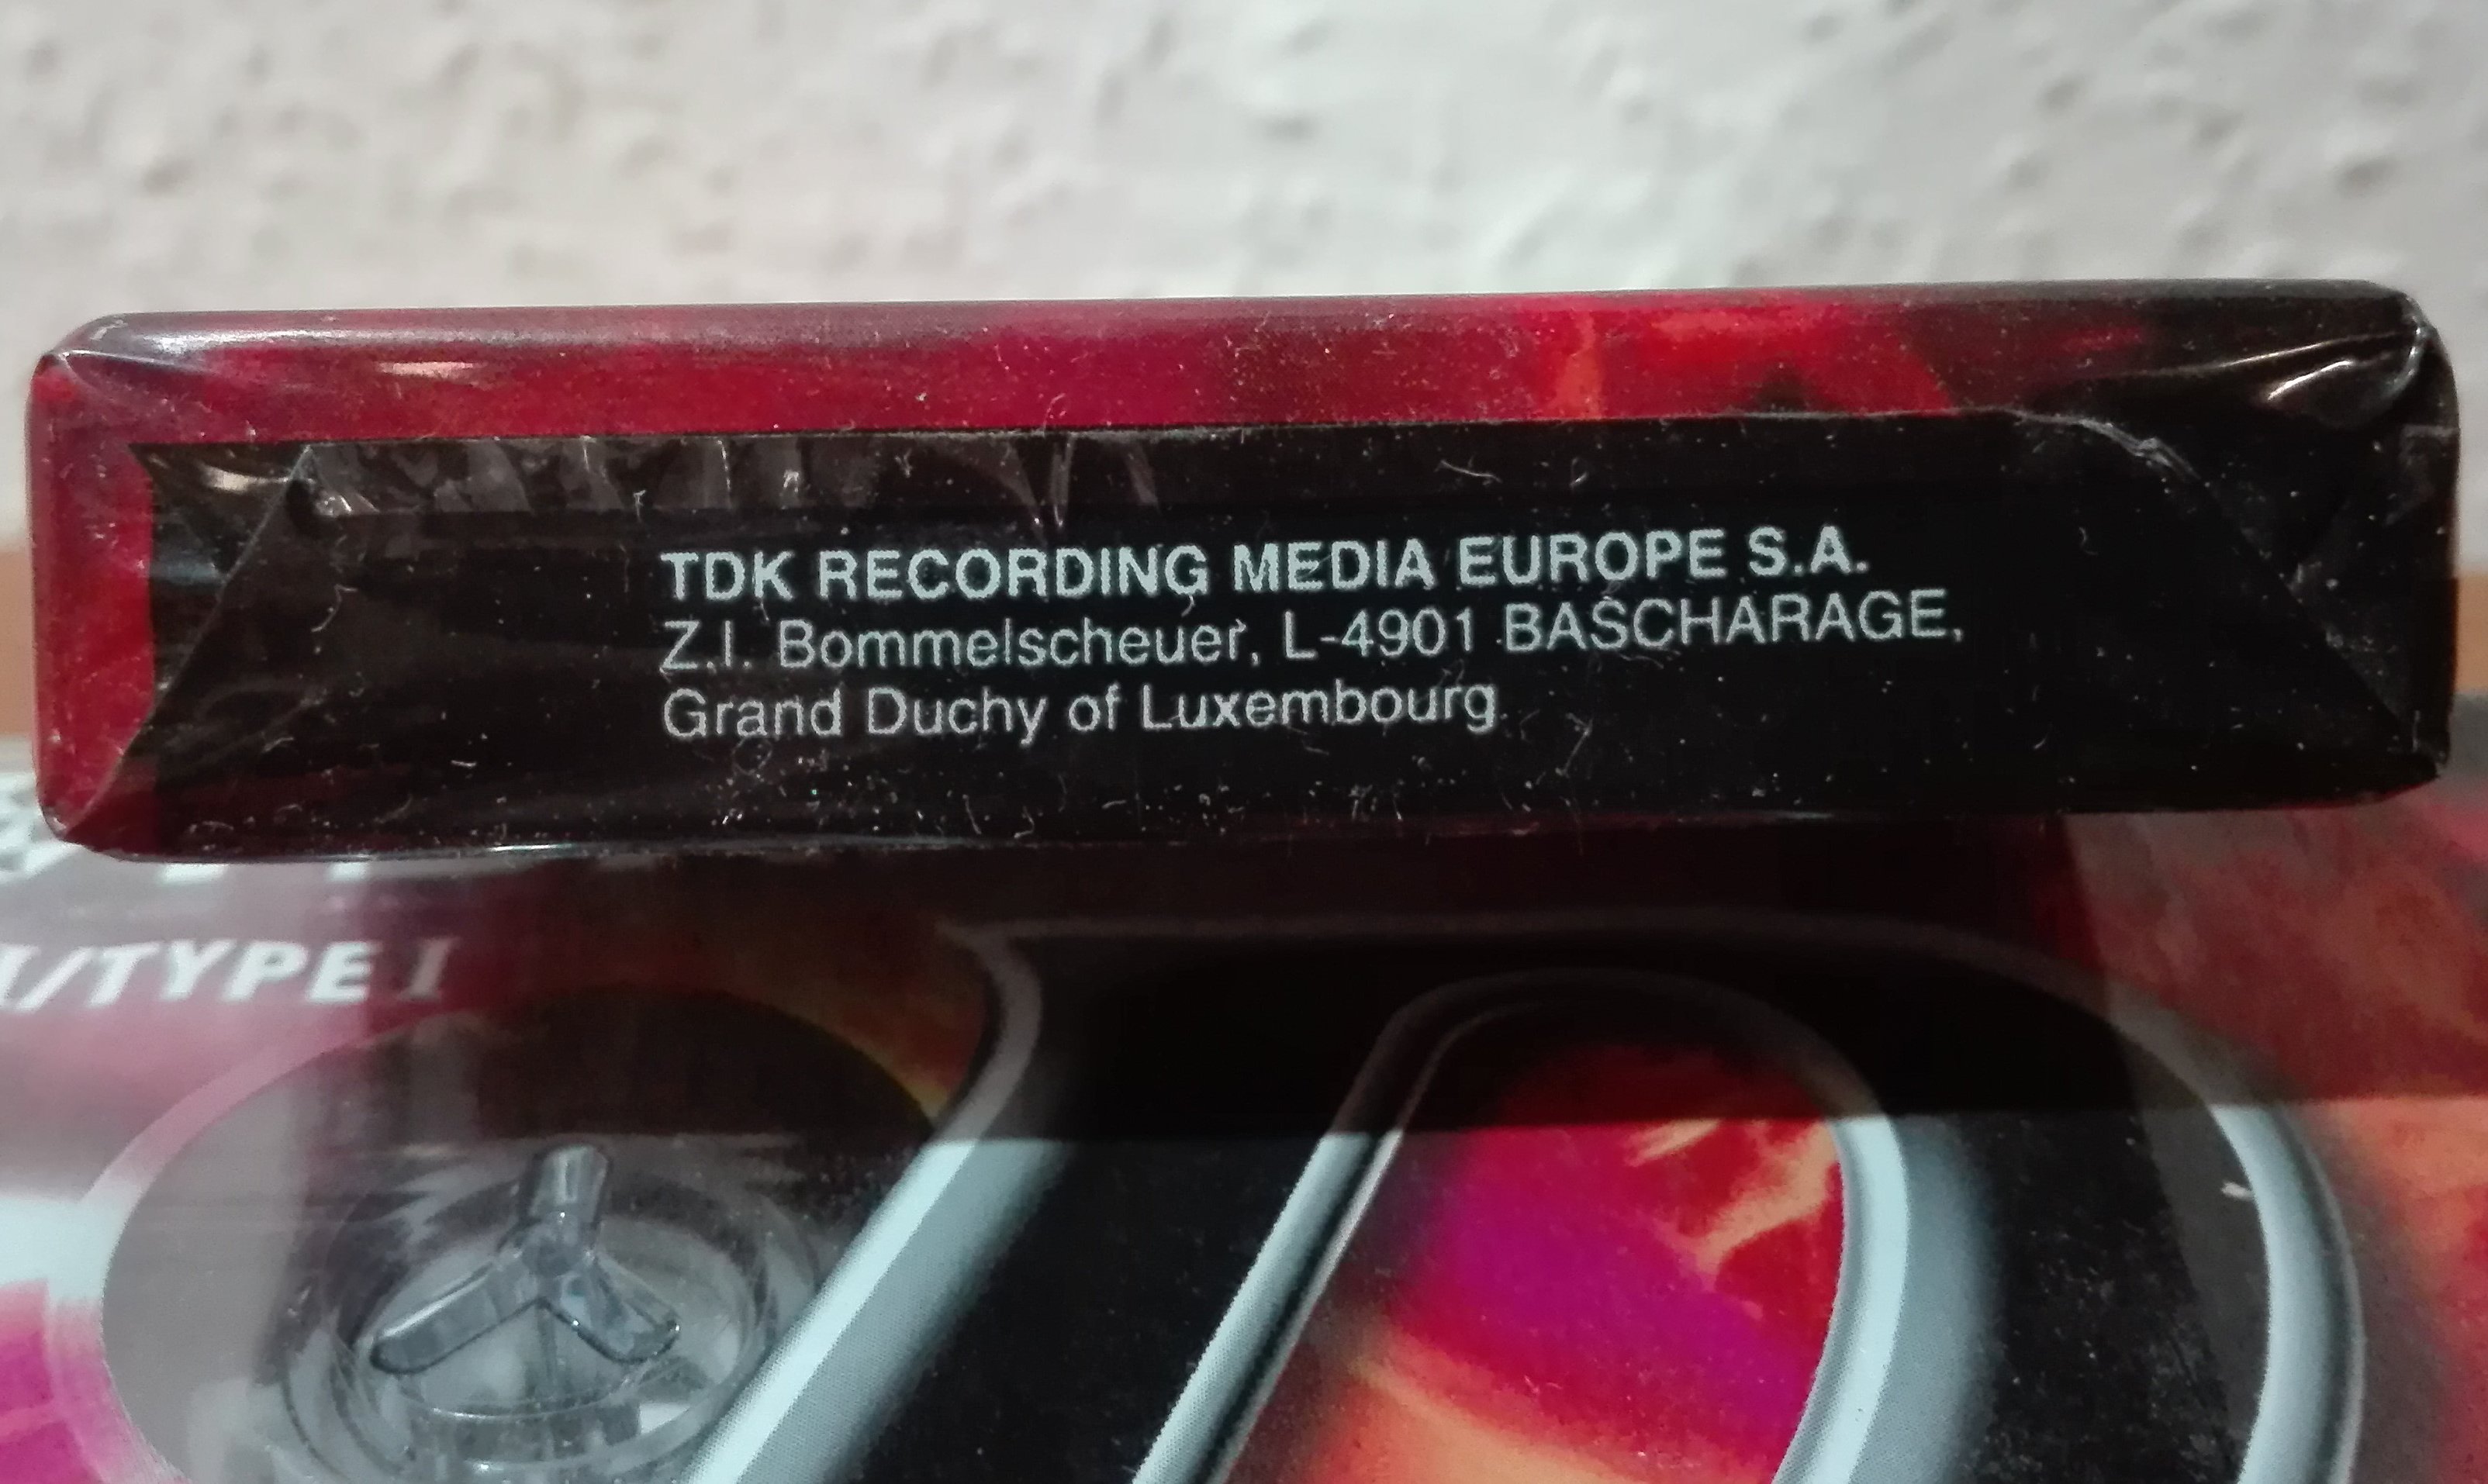 TDK RECORDING MEDIA EUROPE S.A.
Z.I. Bommelscheuer, L-4901 BASCHARAGE,
Grand Duchy of Luxembourg
/TYPE I